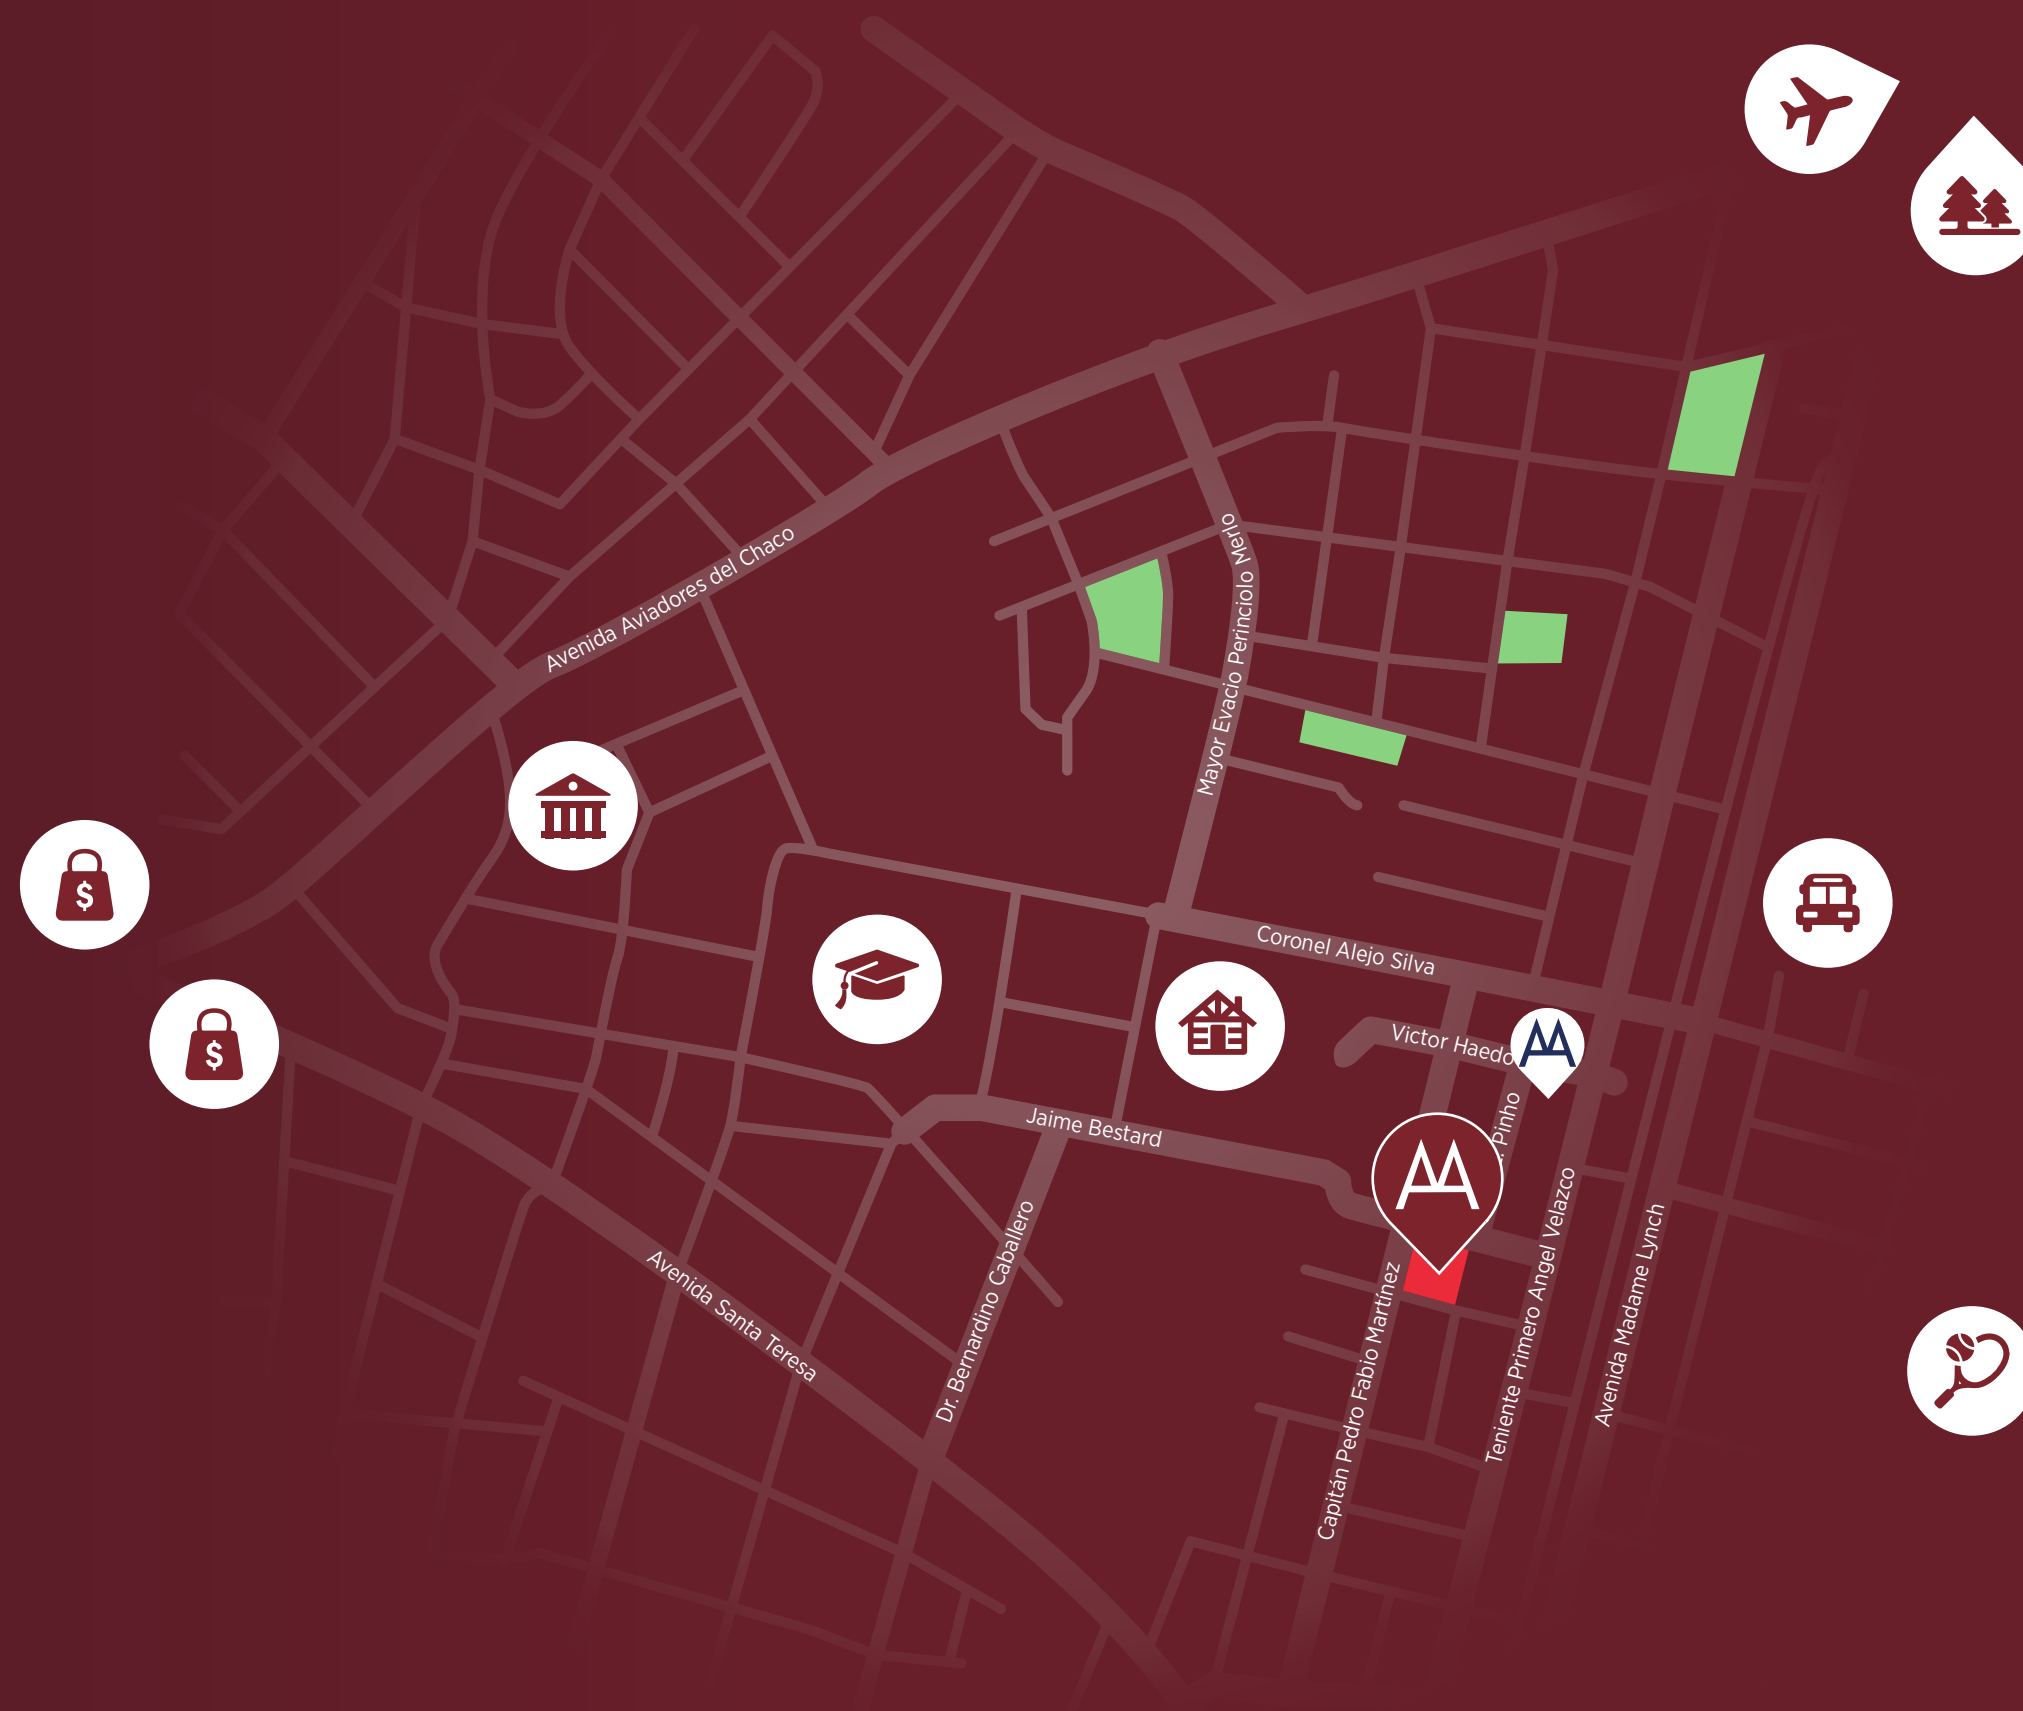 Avenida Aviadores del Chaco
Mayor Evacio Perinciolo Merlo
Coronel Alejo Silva
Victor Haedo
Jaime Bestard
Pinho
Dr. Bernardino Caballero
Avenida Santa Teresa
Capitán Pedro Fabio Martínez
Teniente Primero Angel Velazco
Avenida Madame Lynch
$
$